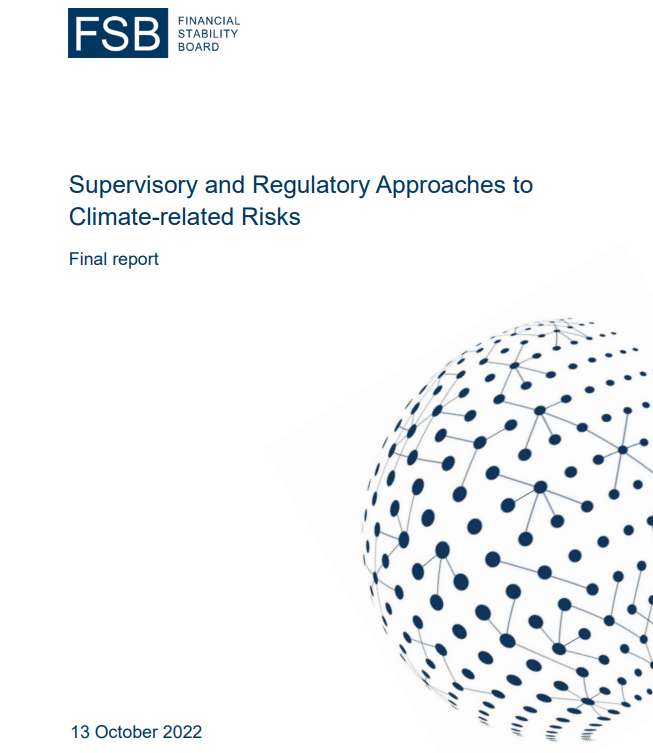 FSB
FINANCIAL
STABILITY
BOARD
Supervisory and Regulatory Approaches to
Climate-related Risks
Final report
13 October 2022